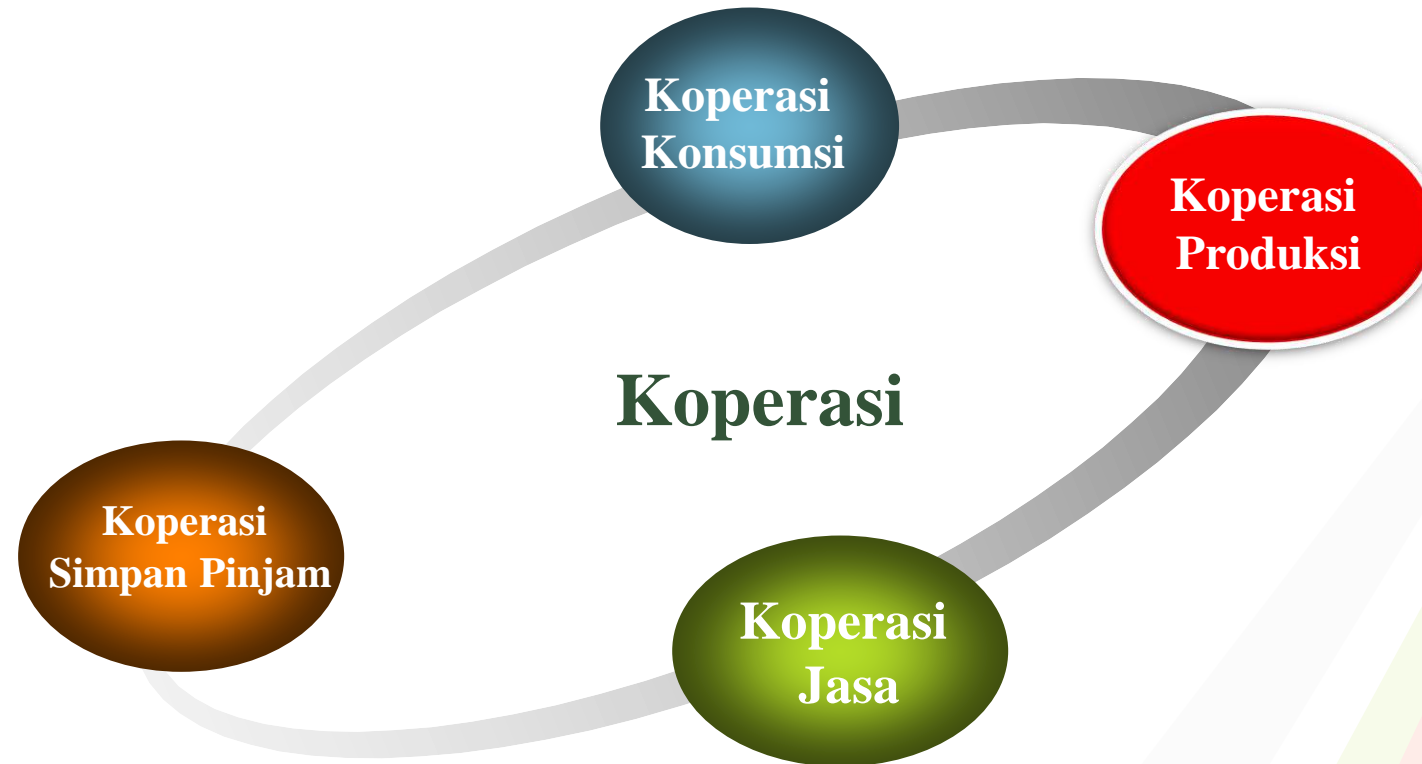 Koperasi
Konsumsi
Koperasi
Produksi
Koperasi
Koperasi
Simpan Pinjam
Koperasi
Jasa